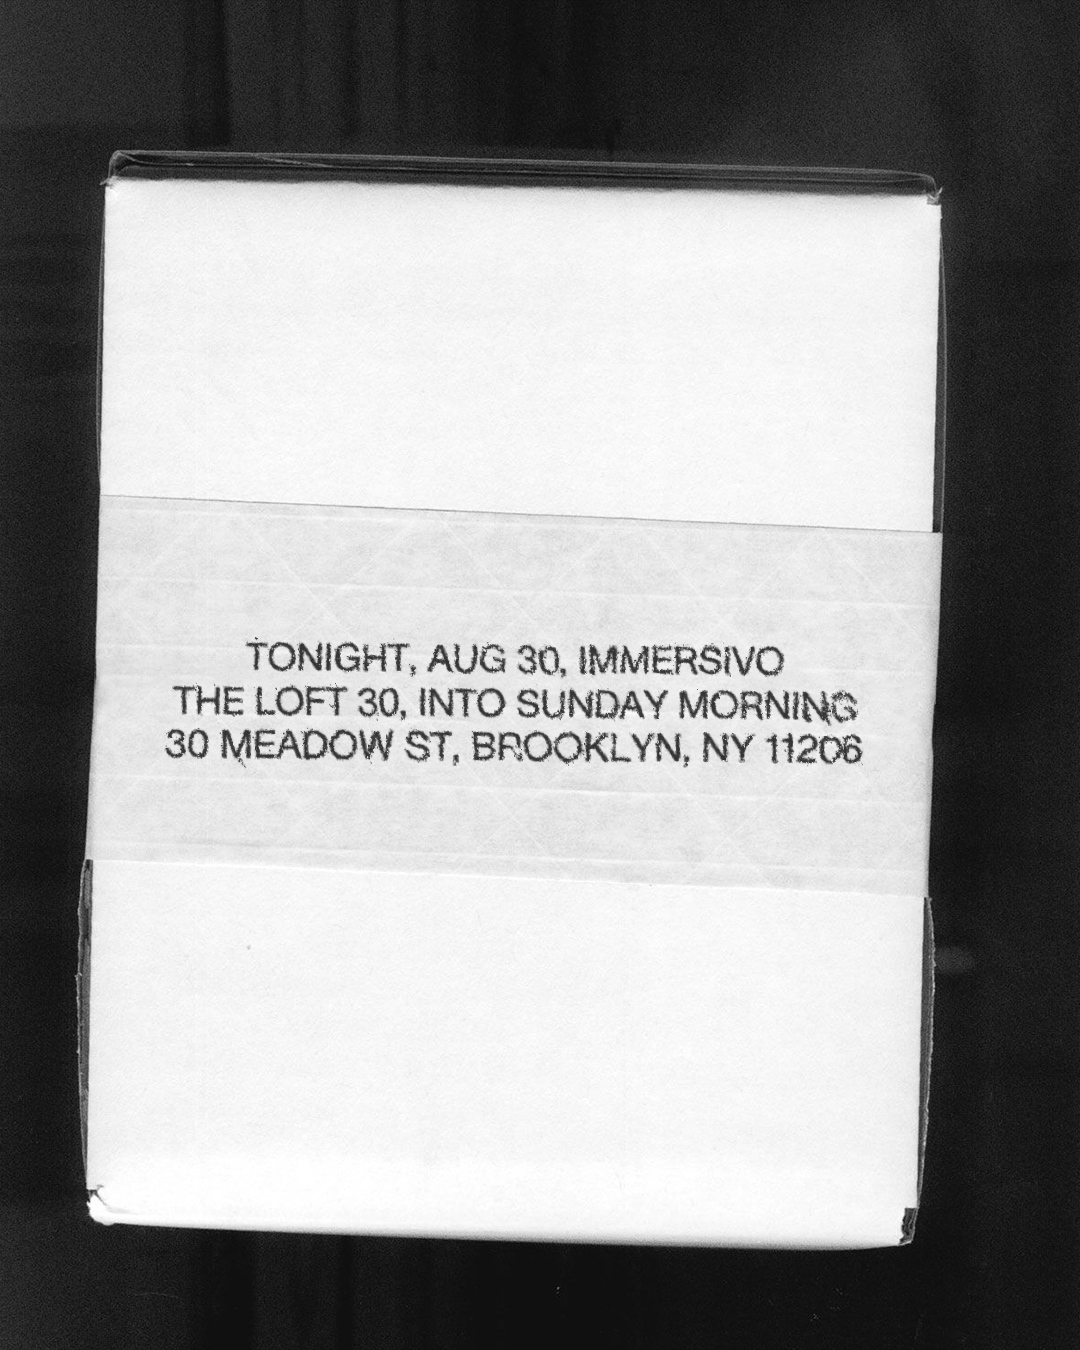 TONIGHT, AUG 30, IMMERSIVO
THE LOFT 30, INTO SUNDAY MORNING
30 MEADOW ST, BROOKLYN, NY 11206